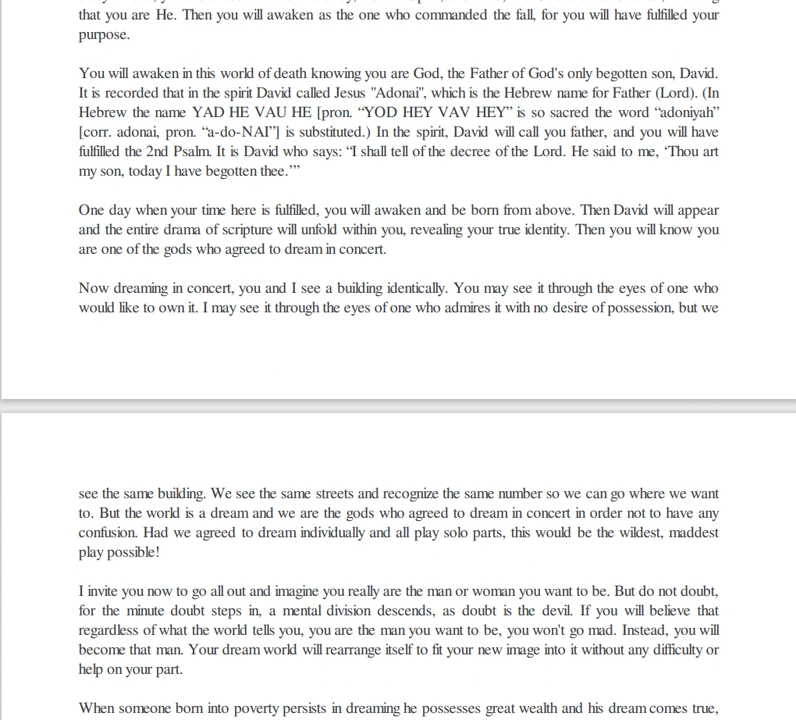 that you are He. Then you will awaken as the one who commanded the fall, for you will have fulfilled your
purpose.
You will awaken in this world of death knowing you are God, the Father of God's only begotten son, David.
It is recorded that in the spirit David called Jesus "Adonai", which is the Hebrew name for Father (Lord). (In
Hebrew the name YAD HE VAU HE [pron. “YOD HEY VAV HEY” is so sacred the word “adoniyah”
[corr. adonai, pron. “a-do-NAI”] is substituted.) In the spirit, David will call you father, and you will have
fulfilled the 2nd Psalm. It is David who says: “I shall tell of the decree of the Lord. He said to me, ‘Thou art
my son, today I have begotten thee.’”
One day when your time here is fulfilled, you will awaken and be born from above. Then David will appear
and the entire drama of scripture will unfold within you, revealing your true identity. Then you will know you
are one of the gods who agreed to dream in concert.
Now dreaming in concert, you and I see a building identically. You may see it through the eyes of one who
would like to own it. I may see it through the eyes of one who admires it with no desire of possession, but we
see the same building. We see the same streets and recognize the same number so we can go where we want
to. But the world is a dream and we are the gods who agreed to dream in concert in order not to have any
confusion. Had we agreed to dream individually and all play solo parts, this would be the wildest, maddest
play possible!
I invite you now to go all out and imagine you really are the man or woman you want to be. But do not doubt,
for the minute doubt steps in, a mental division descends, as doubt is the devil. If you will believe that
regardless of what the world tells you, you are the man you want to be, you won't go mad. Instead, you will
become that man. Your dream world will rearrange itself to fit your new image into it without any difficulty or
help on your part.
When someone born into poverty persists in dreaming he possesses great wealth and his dream comes true,